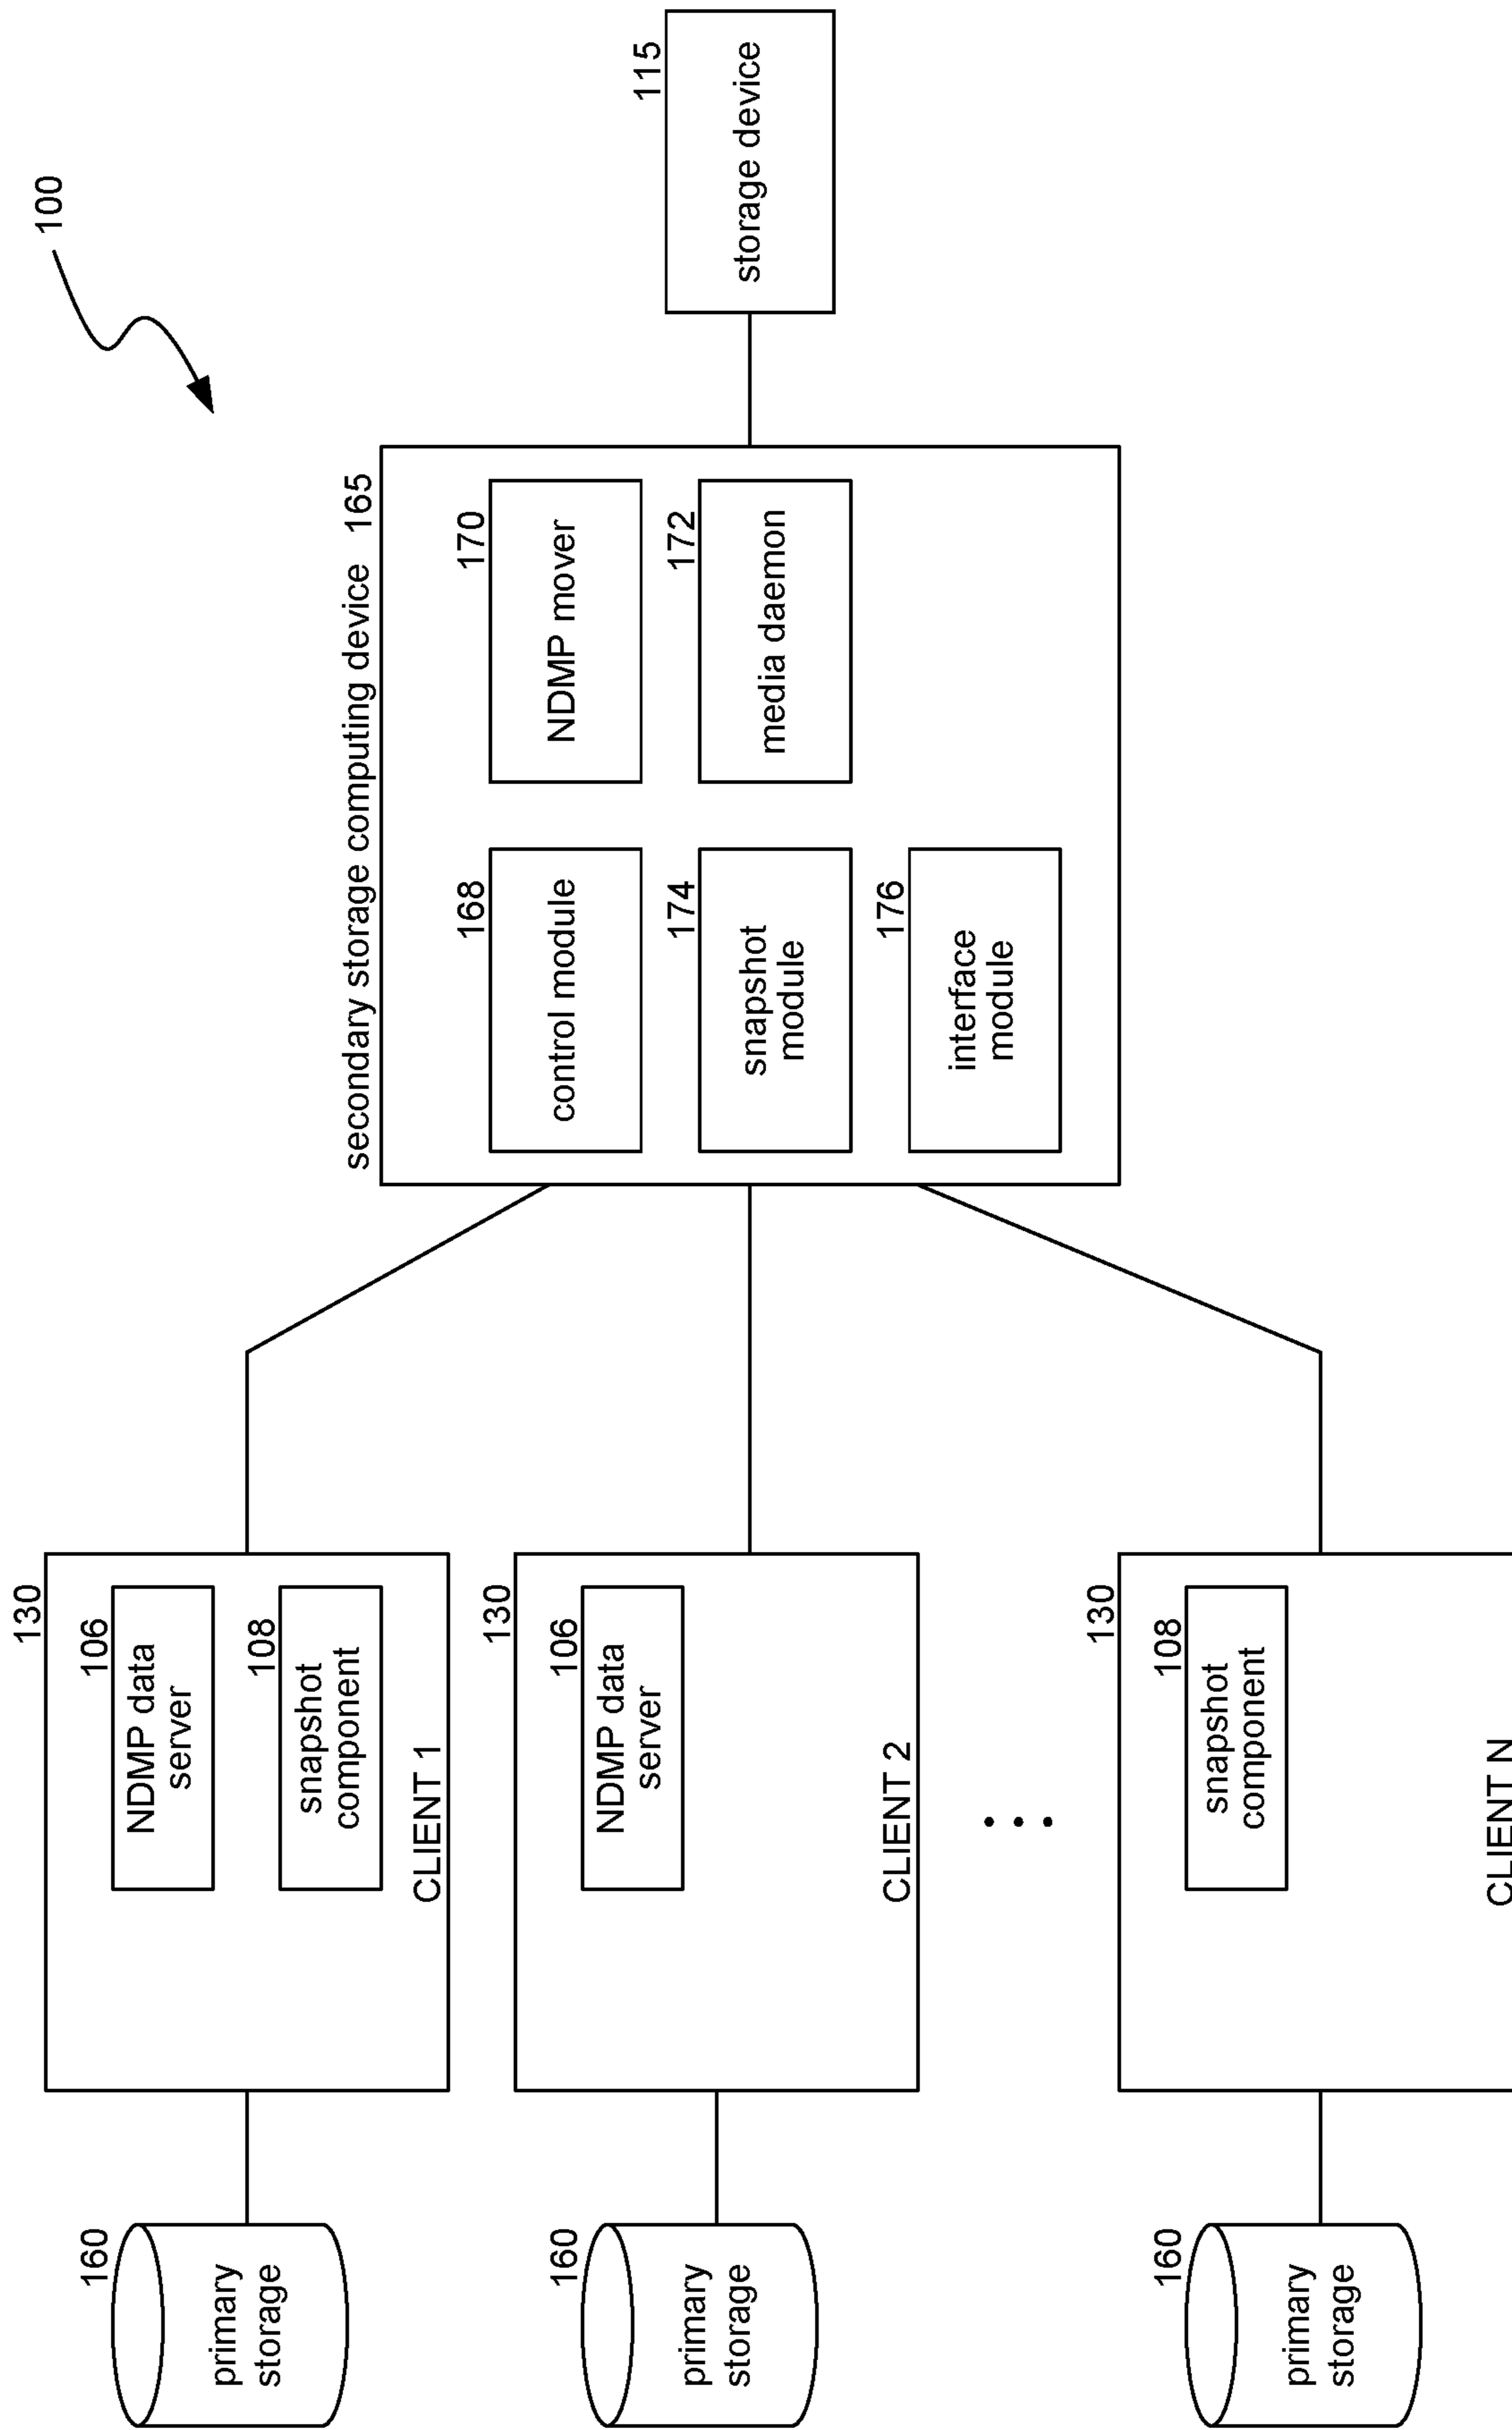 100
160
primary
storage
130
106
NDMP data
server
108
snapshot
component
CLIENT 1
160
primary
storage
130
106
NDMP data
server
CLIENT 2
160
primary
storage
130
108
snapshot
component
CLIENT N
secondary storage computing device 165
168
control module
170
NDMP mover
174
snapshot
module
172
media daemon
176
interface
module
115
storage device